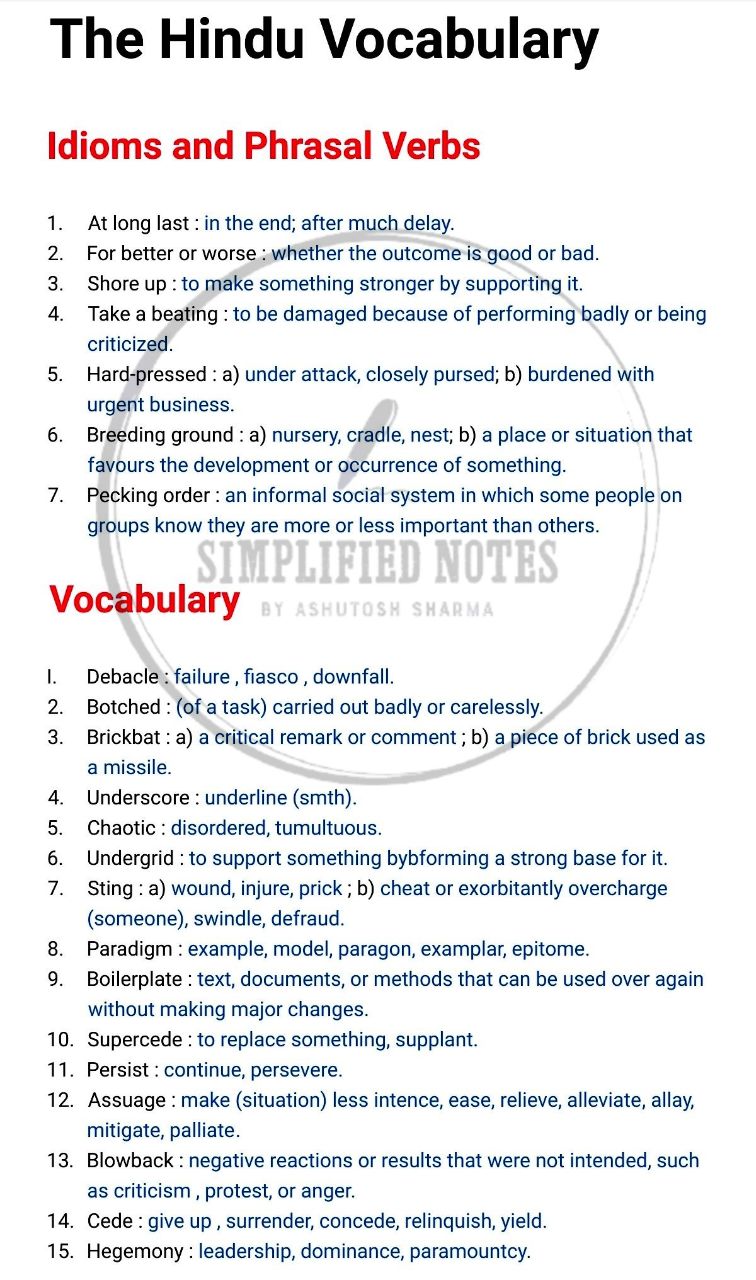 The Hindu Vocabulary
Idioms and Phrasal Verbs
1. At long last : in the end; after much delay.
2. For better or worse : whether the outcome is good or bad.
3. Shore up : to make something stronger by supporting it.
4. Take a beating : to be damaged because of performing badly or being
criticized.
5. Hard-pressed : a) under attack, closely pursed; b) burdened with
urgent business.
6. Breeding ground : a) nursery, cradle, nest; b) a place or situation that
favours the development or occurrence of something.
7. Pecking order : an informal social system in which some people on
groups know they are more or less important than others.
SIMPLIFIED NOTES
BY ASHUTOSH SHARMA
Vocabulary
I. Debacle : failure , fiasco , downfall.
2. Botched : (of a task) carried out badly or carelessly.
3. Brickbat : a) a critical remark or comment ; b) a piece of brick used as
a missile.
4. Underscore : underline (smth).
5. Chaotic : disordered, tumultuous.
6. Undergrid : to support something bybforming a strong base for it.
7. Sting : a) wound, injure, prick ; b) cheat or exorbitantly overcharge
(someone), swindle, defraud.
8. Paradigm : example, model, paragon, examplar, epitome.
9. Boilerplate : text, documents, or methods that can be used over again
without making major changes.
10. Supercede : to replace something, supplant.
11. Persist : continue, persevere.
12. Assuage : make (situation) less intence, ease, relieve, alleviate, allay,
mitigate, palliate.
13. Blowback : negative reactions or results that were not intended, such
as criticism , protest, or anger.
14. Cede : give up , surrender, concede, relinquish, yield.
15. Hegemony : leadership, dominance, paramountcy.